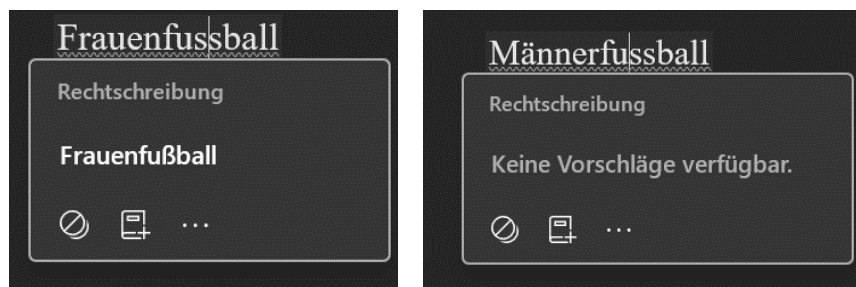 Frauenfussball
Rechtschreibung
Frauenfußball
Männerfussball
Rechtschreibung
Keine Vorschläge verfügbar.